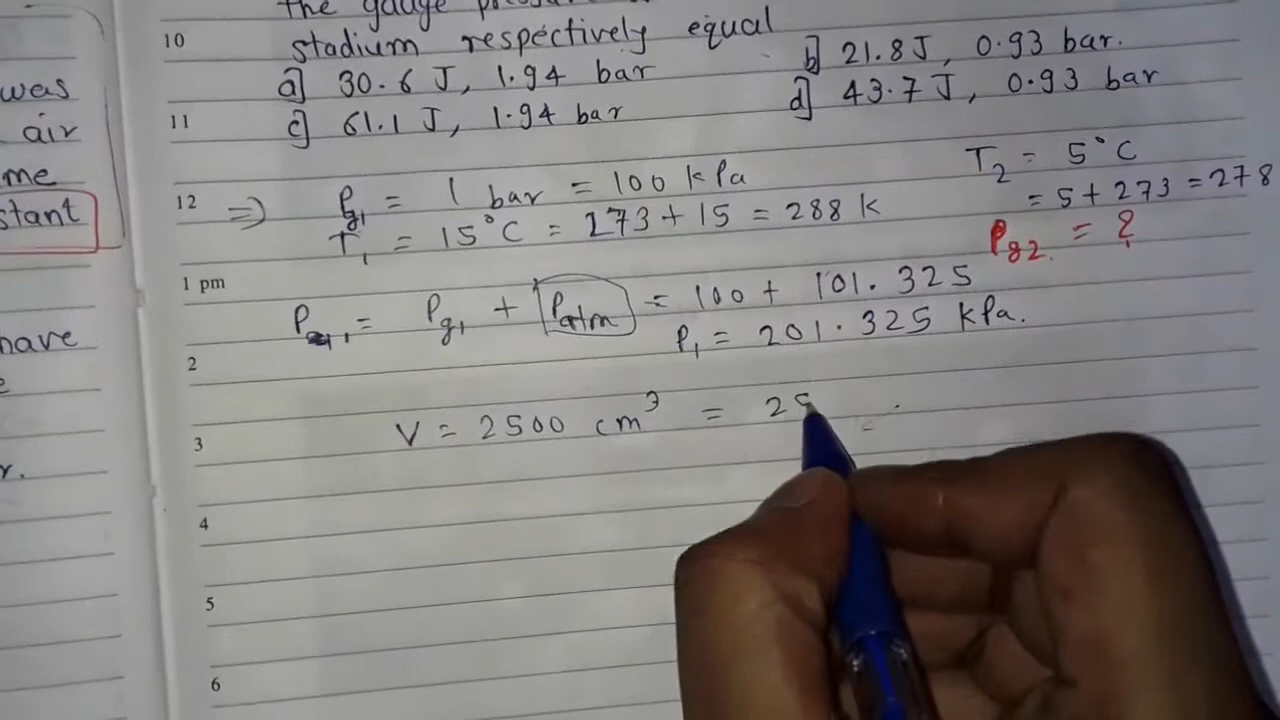 the gauge
stadium respectively equal
a] 30.6 J, 1.94 bar
b] 21.8 J, 0.93 bar.
c] 61.1 J, 1.94 bar
d] 43.7 J, 0.93 bar
was
air
me
stant
have
r.
10
11
12
1 pm
2
3
4
5
6
⇒ Pg1 = 1 bar = 100 kPa
T1 = 15°C = 273 + 15 = 288 K
T2 = 5°C
= 5 + 273 = 278
Pg2. = ?
= Pg1 + Patm = 100 + 101.325
P1 = 201.325 kPa.
V = 2500 cm³ = 25